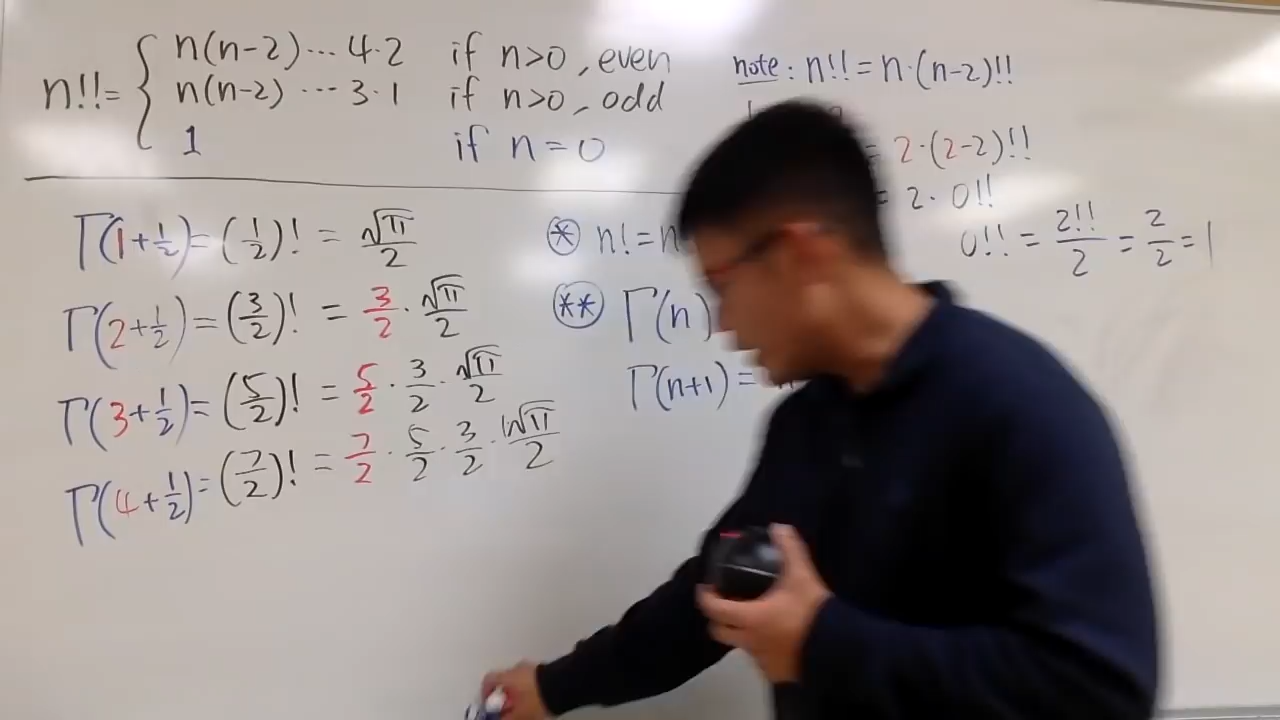 n!!= { n(n-2)⋯4·2 if n>0, even
n(n-2)⋯3·1 if n>0, odd
1 if n=0
note: n!!=n·(n-2)!!
= 2·(2-2)!!
= 2·0!!
0!! = 2!!/2 = 2/2 = 1
Γ(1+1/2)=(1/2)! = √π/2
Γ(2+1/2)=(3/2)! = 3/2·√π/2
Γ(3+1/2)=(5/2)! = 5/2·3/2·√π/2
Γ(4+1/2)=(7/2)! = 7/2·5/2·3/2·1√π/2
(*) n!=n
(**) Γ(n)
Γ(n+1)=